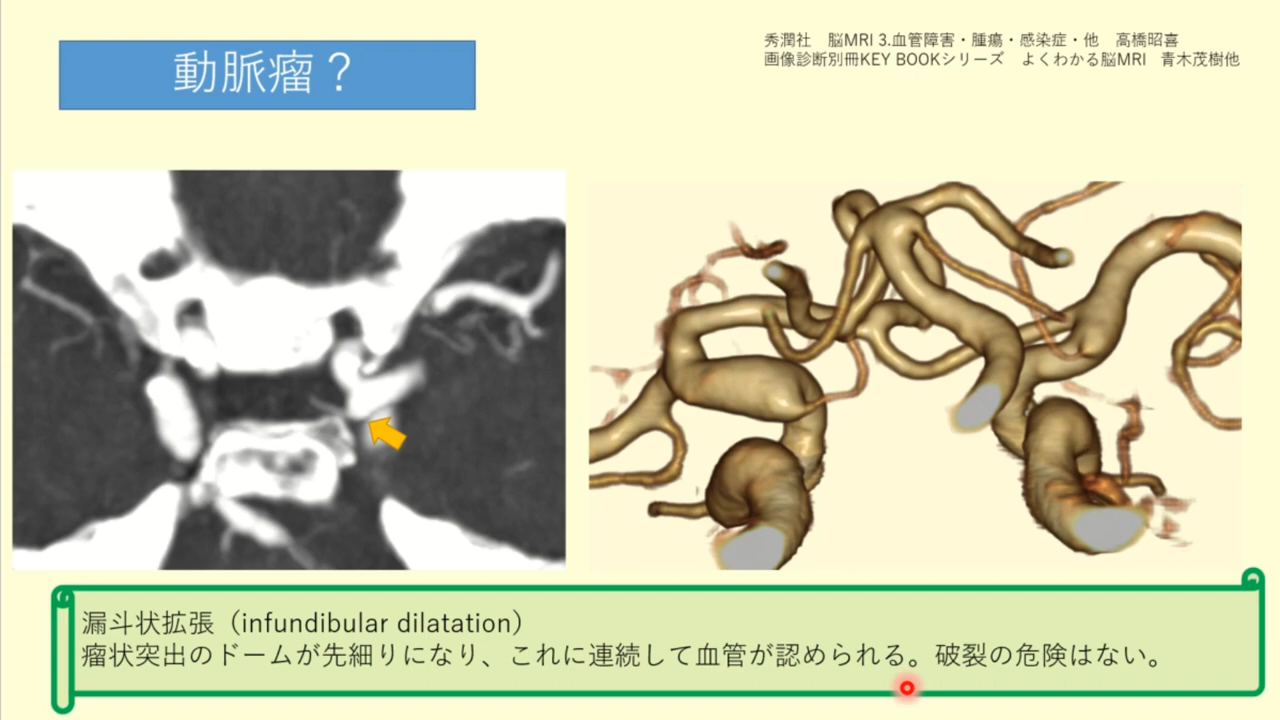 動脈瘤？
秀潤社　脳MRI 3.血管障害・腫瘍・感染症・他　高橋昭喜
画像診断別冊KEY BOOKシリーズ　よくわかる脳MRI　青木茂樹他
漏斗状拡張（infundibular dilatation）
瘤状突出のドームが先細りになり、これに連続して血管が認められる。破裂の危険はない。